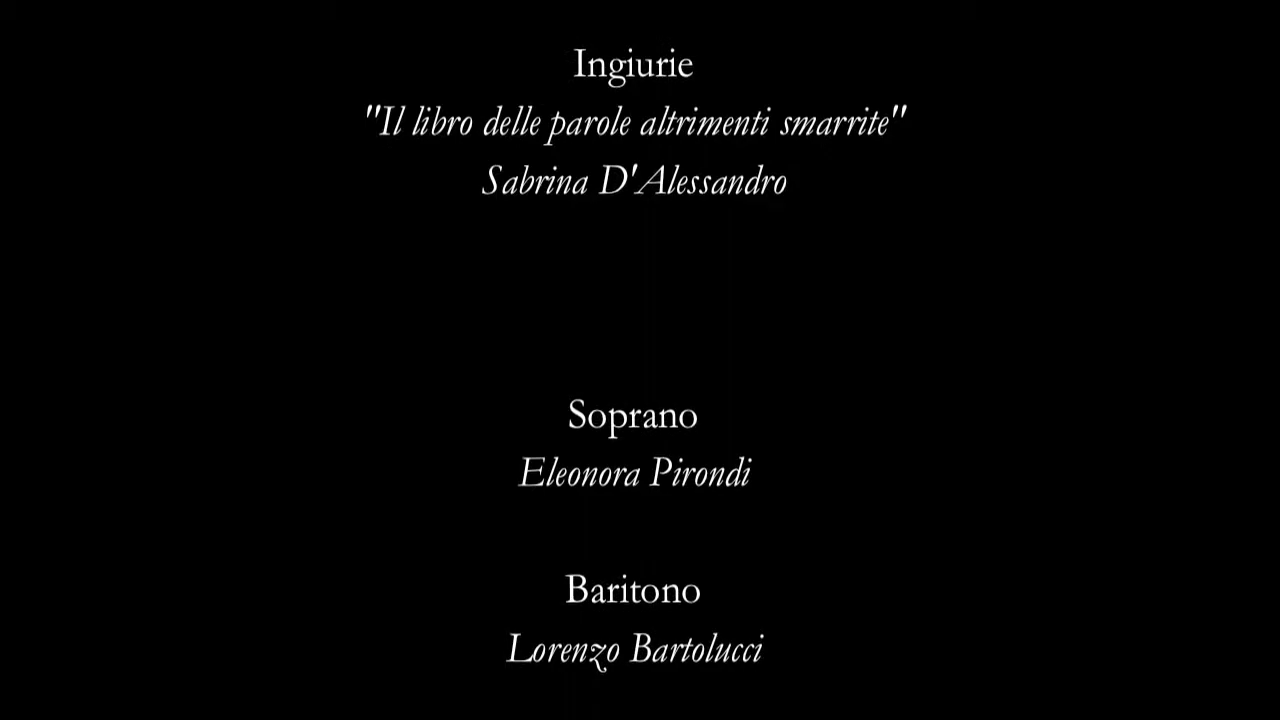 Ingiurie
"Il libro delle parole altrimenti smarrite"
Sabrina D'Alessandro
Soprano
Eleonora Pirondi
Baritono
Lorenzo Bartolucci